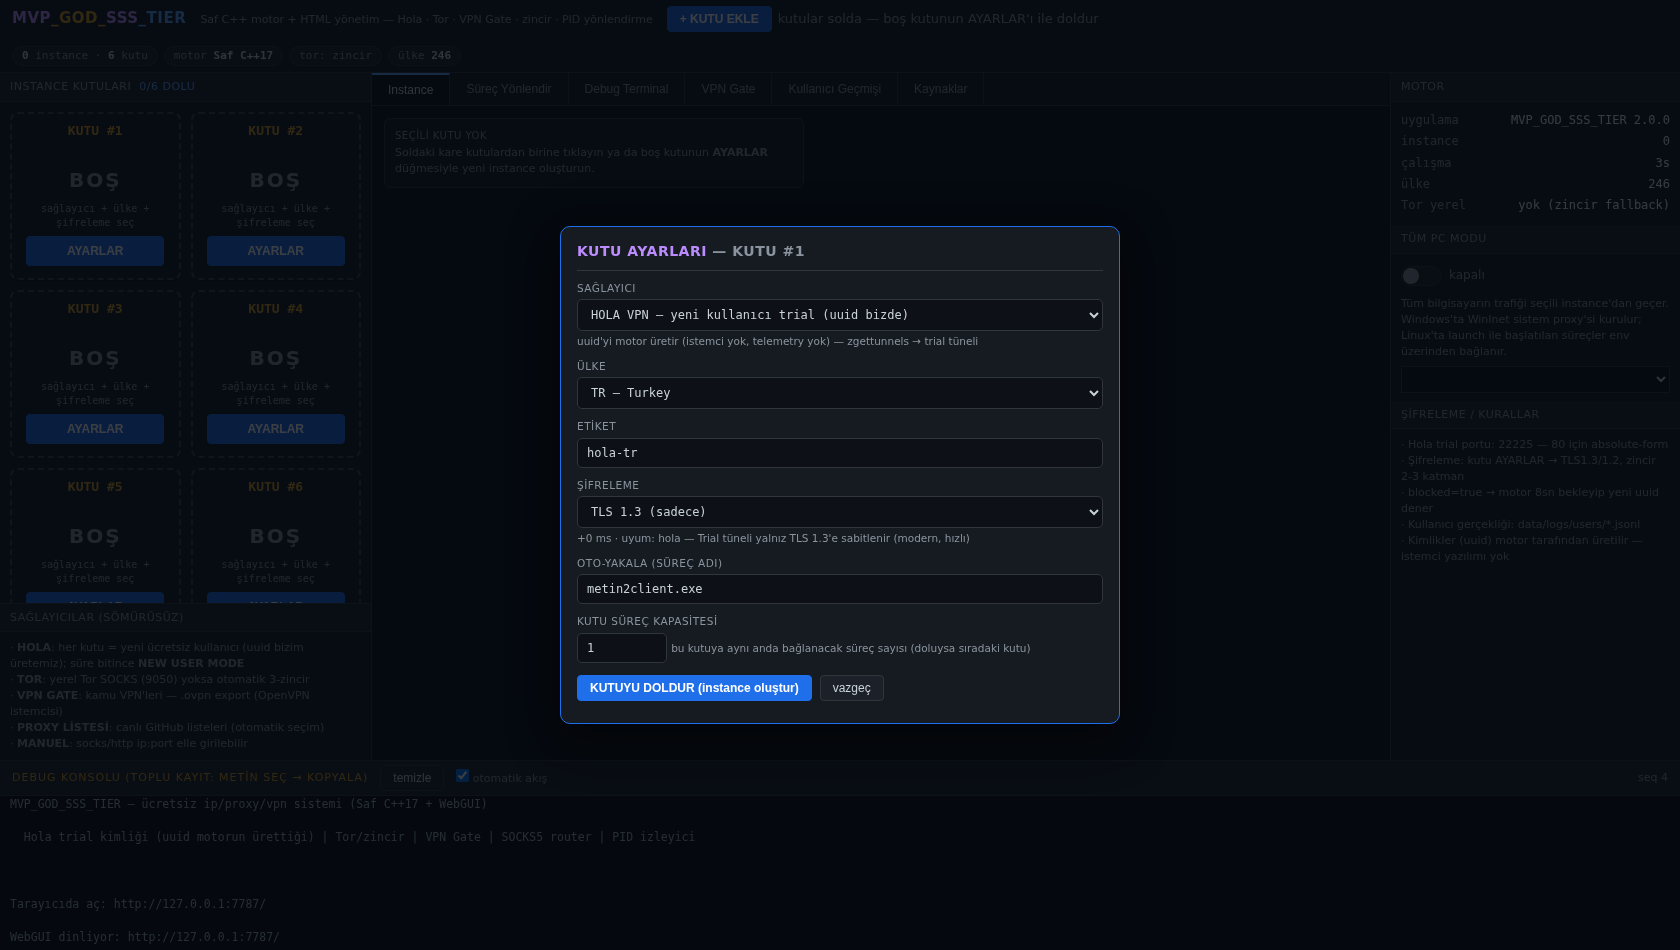 MVP_GOD_SSS_TIER Saf C++ motor + HTML yönetim — Hola · Tor · VPN Gate · zincir · PID yönlendirme + KUTU EKLE kutular solda — boş kutunun AYARLAR'ı ile doldur
0 instance · 6 kutu motor Saf C++17 tor: zincir ülke 246
INSTANCE KUTULARI 0/6 DOLU
KUTU #1
BOŞ
sağlayıcı + ülke +
şifreleme seç
AYARLAR
KUTU #2
BOŞ
sağlayıcı + ülke +
şifreleme seç
AYARLAR
KUTU #3
BOŞ
sağlayıcı + ülke +
şifreleme seç
AYARLAR
KUTU #4
BOŞ
sağlayıcı + ülke +
şifreleme seç
AYARLAR
KUTU #5
BOŞ
sağlayıcı + ülke +
şifreleme seç
KUTU #6
BOŞ
sağlayıcı + ülke +
şifreleme seç
SAĞLAYICILAR (SÖMÜRÜSÜZ)
· HOLA: her kutu = yeni ücretsiz kullanıcı (uuid bizim
üretemiz); süre bitince NEW USER MODE
· TOR: yerel Tor SOCKS (9050) yoksa otomatik 3-zincir
· VPN GATE: kamu VPN'leri — .ovpn export (OpenVPN
istemcisi)
· PROXY LİSTESİ: canlı GitHub listeleri (otomatik seçim)
· MANUEL: socks/http ip:port elle girilebilir
Instance Süreç Yönlendir Debug Terminal VPN Gate Kullanıcı Geçmişi Kaynaklar
SEÇİLİ KUTU YOK
Soldaki kare kutulardan birine tıklayın ya da boş kutunun AYARLAR
düğmesiyle yeni instance oluşturun.
KUTU AYARLARI — KUTU #1
SAĞLAYICI
HOLA VPN — yeni kullanıcı trial (uuid bizde)
uuid'yi motor üretir (istemci yok, telemetry yok) — zgettunnels → trial tüneli
ÜLKE
TR — Turkey
ETİKET
hola-tr
ŞİFRELEME
TLS 1.3 (sadece)
+0 ms · uyum: hola — Trial tüneli yalnız TLS 1.3'e sabitlenir (modern, hızlı)
OTO-YAKALA (SÜREÇ ADI)
metin2client.exe
KUTU SÜREÇ KAPASİTESİ
1 bu kutuya aynı anda bağlanacak süreç sayısı (doluysa sıradaki kutu)
KUTUYU DOLDUR (instance oluştur) vazgeç
MOTOR
uygulama MVP_GOD_SSS_TIER 2.0.0
instance 0
çalışma 3s
ülke 246
Tor yerel yok (zincir fallback)
TÜM PC MODU
kapalı
Tüm bilgisayarın trafiği seçili instance'dan geçer.
Windows'ta WinInet sistem proxy'si kurulur;
Linux'ta launch ile başlatılan süreçler env
üzerinden bağlanır.
ŞİFRELEME / KURALLAR
· Hola trial portu: 22225 — 80 için absolute-form
· Şifreleme: kutu AYARLAR → TLS1.3/1.2, zincir
2-3 katman
· blocked=true → motor 8sn bekleyip yeni uuid
dener
· Kullanıcı gerçekliği: data/logs/users/*.jsonl
· Kimlikler (uuid) motor tarafından üretilir —
istemci yazılımı yok
DEBUG KONSOLU (TOPLU KAYIT: METİN SEÇ → KOPYALA) temizle otomatik akış seq 4
MVP_GOD_SSS_TIER — ücretsiz ip/proxy/vpn sistemi (Saf C++17 + WebGUI)
Hola trial kimliği (uuid motorun ürettiği) | Tor/zincir | VPN Gate | SOCKS5 router | PID izleyici
Tarayıcıda aç: http://127.0.0.1:7787/
WebGUI dinliyor: http://127.0.0.1:7787/